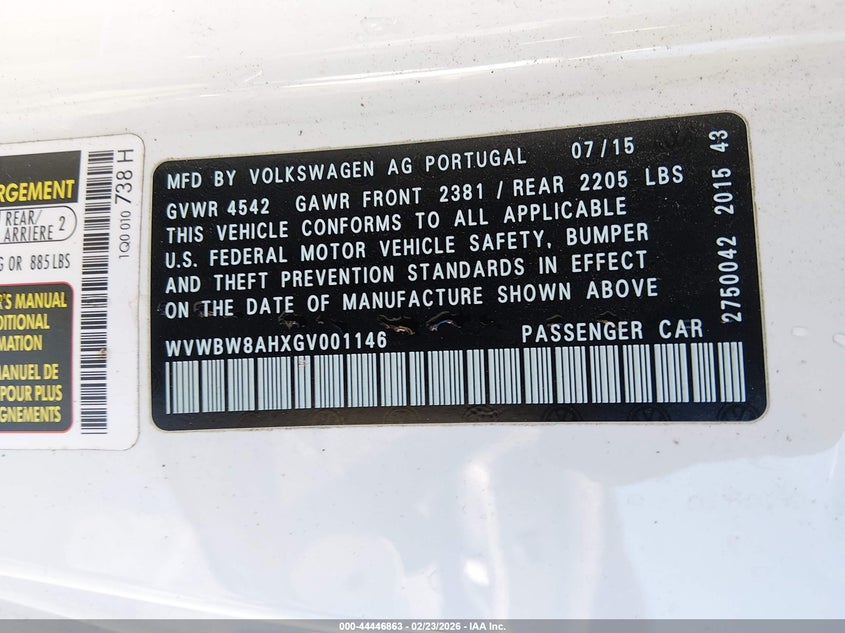 RGEMENT
REAR/
ARRIERE 2
G OR 885 LBS
'S MANUAL
DITIONAL
MATION
MANUEL DE
POUR PLUS
GNEMENTS
1Q0 010 738 H
MFD BY VOLKSWAGEN AG PORTUGAL 07/15
GVWR 4542 GAWR FRONT 2381 / REAR 2205 LBS
THIS VEHICLE CONFORMS TO ALL APPLICABLE
U.S. FEDERAL MOTOR VEHICLE SAFETY, BUMPER
AND THEFT PREVENTION STANDARDS IN EFFECT
ON THE DATE OF MANUFACTURE SHOWN ABOVE
WVWBW8AHXGV001146 PASSENGER CAR
2750042 2015 43
000-44446863 - 02/23/2026 - IAA Inc.